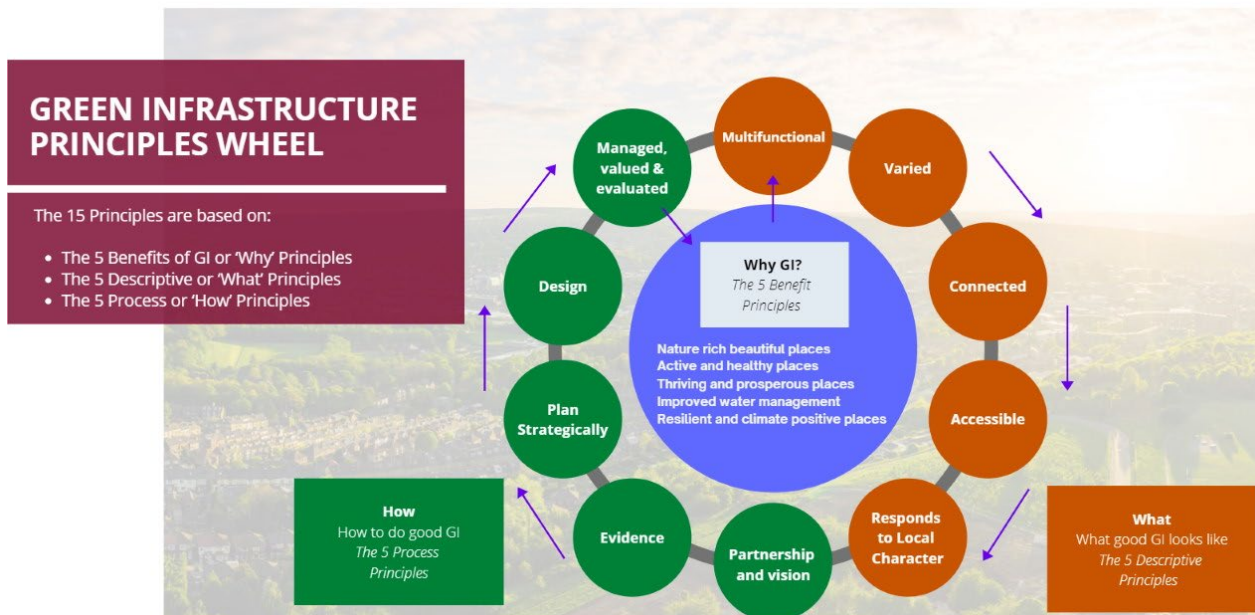 GREEN INFRASTRUCTURE
PRINCIPLES WHEEL
The 15 Principles are based on:
• The 5 Benefits of GI or ‘Why’ Principles
• The 5 Descriptive or ‘What’ Principles
• The 5 Process or ‘How’ Principles
Multifunctional
Varied
Connected
Accessible
Responds
to Local
Character
Partnership
and vision
Evidence
Plan
Strategically
Design
Managed,
valued &
evaluated
Why GI?
The 5 Benefit
Principles
Nature rich beautiful places
Active and healthy places
Thriving and prosperous places
Improved water management
Resilient and climate positive places
How
How to do good GI
The 5 Process
Principles
What
What good GI looks like
The 5 Descriptive
Principles